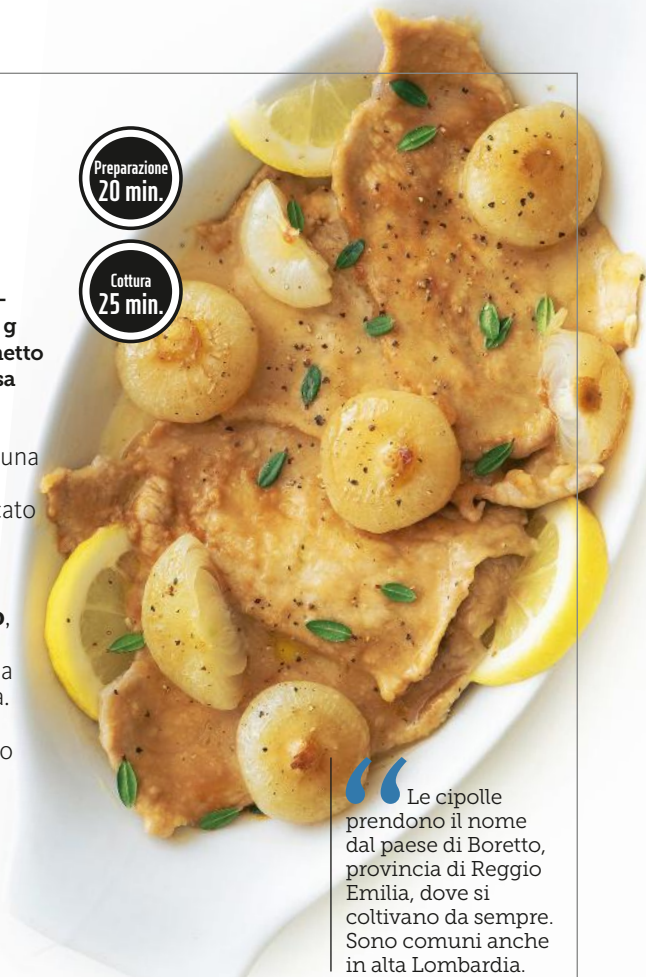 Preparazione
20 min.
Cottura
25 min.
g
una
a
Le cipolle
prendono il nome
dal paese di Boretto,
provincia di Reggio
Emilia, dove si
coltivano da sempre.
Sono comuni anche
in alta Lombardia.